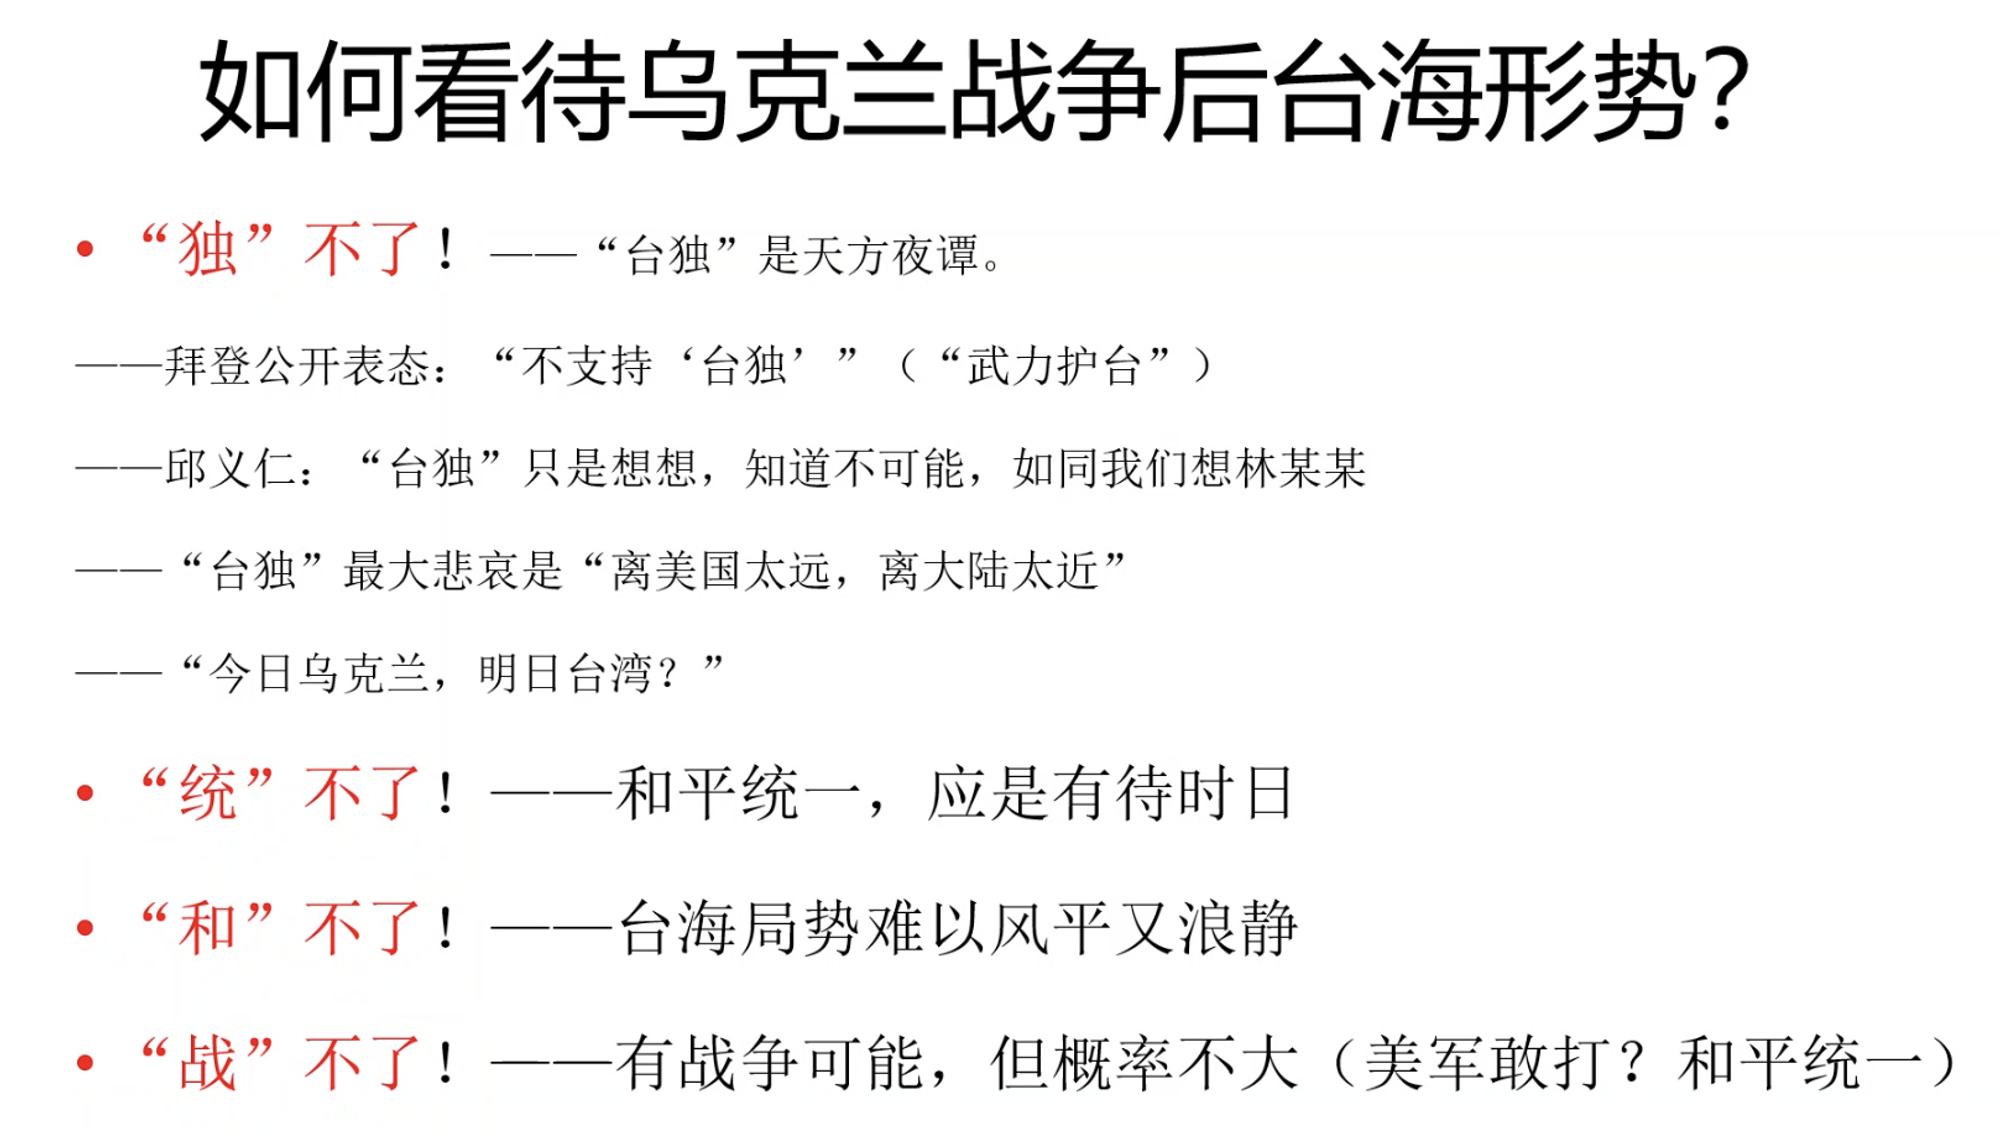 如何看待乌克兰战争后台海形势?
• “独”不了！——“台独”是天方夜谭。
——拜登公开表态：“不支持‘台独’”（“武力护台”）
——邱义仁：“台独”只是想想，知道不可能，如同我们想林某某
——“台独”最大悲哀是“离美国太远，离大陆太近”
——“今日乌克兰，明日台湾？”
• “统”不了！——和平统一，应是有待时日
• “和”不了！——台海局势难以风平又浪静
• “战”不了！——有战争可能，但概率不大（美军敢打？和平统一）